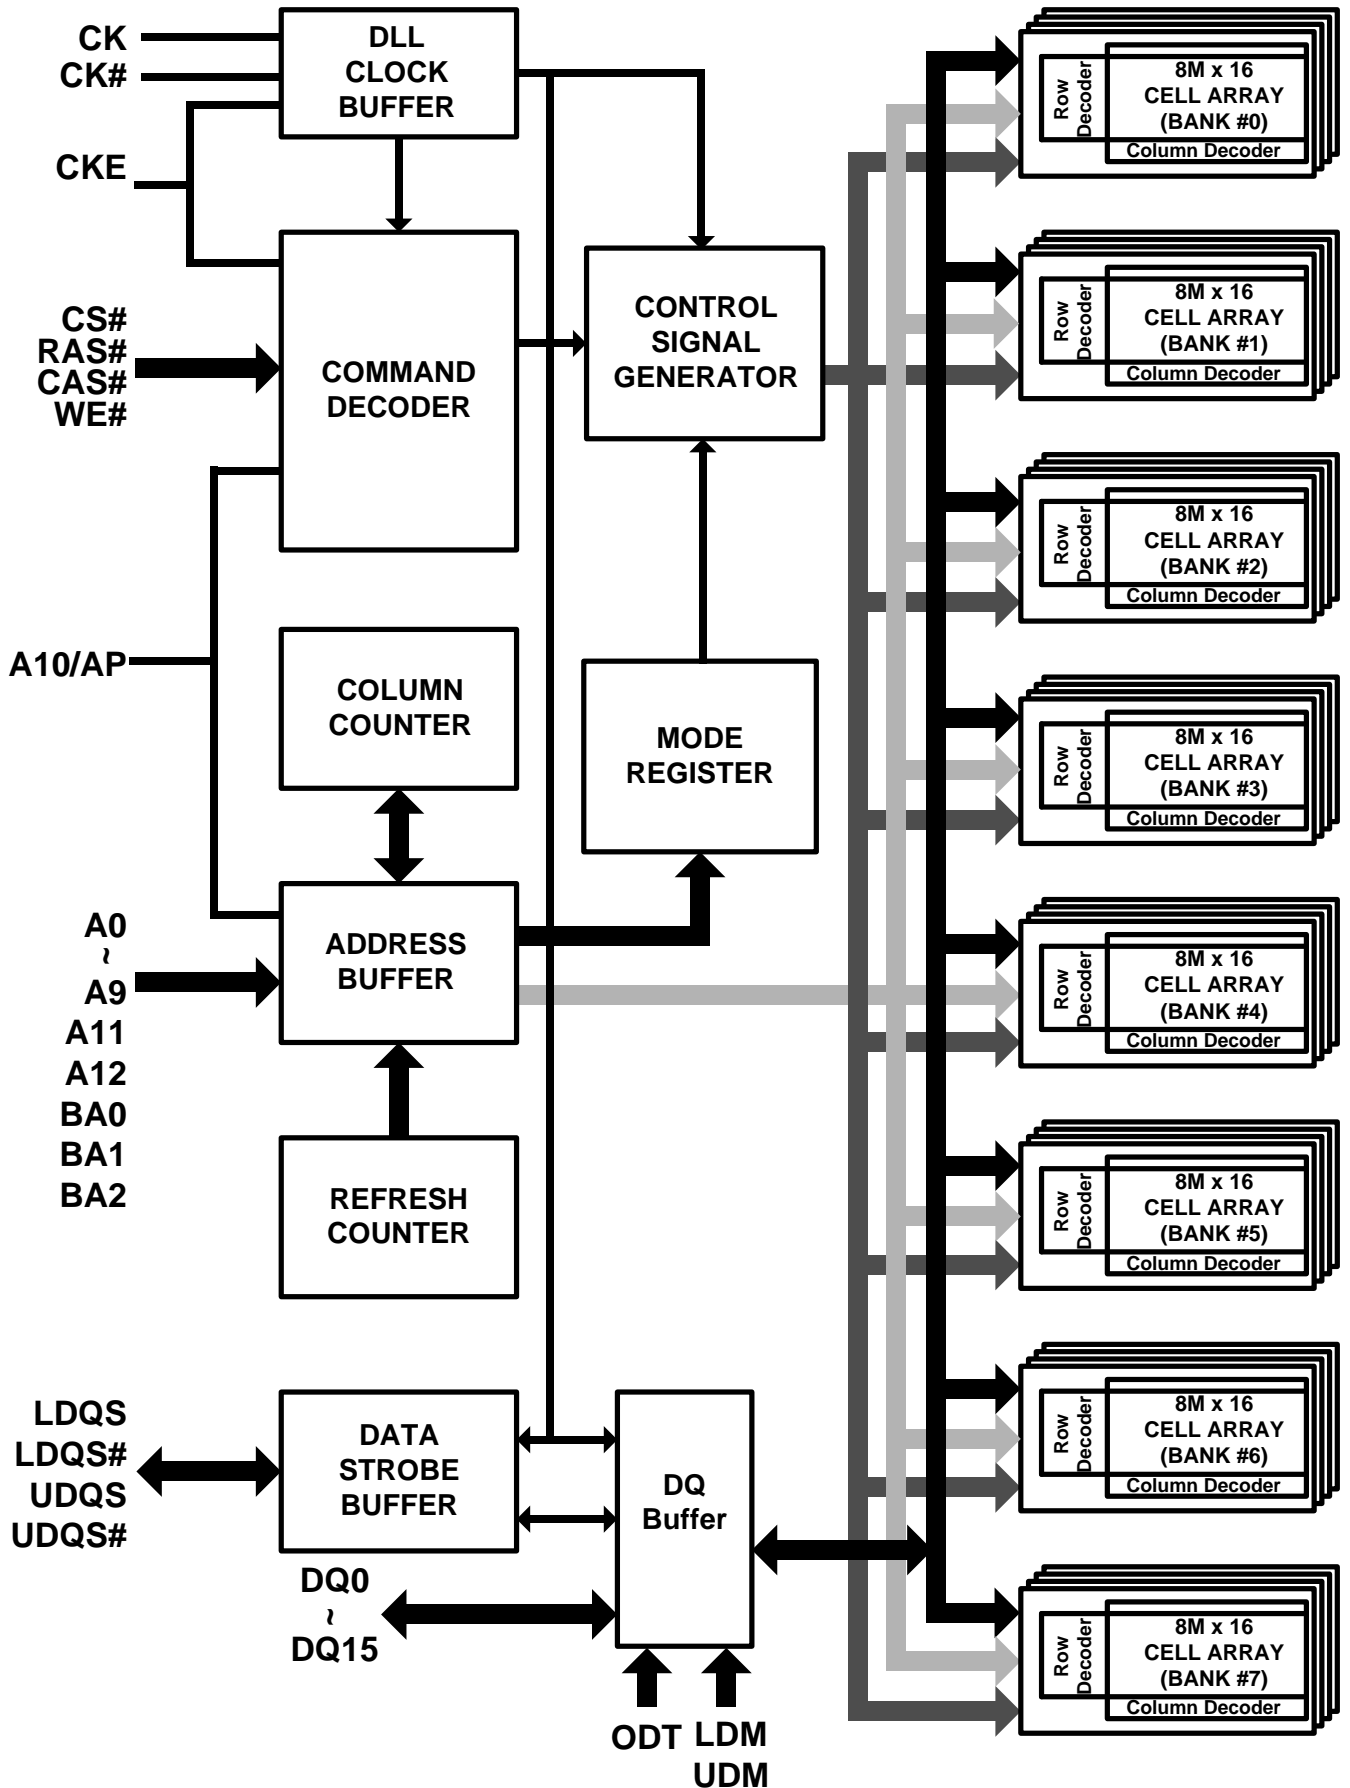 CK
CK#
CKE
CS#
RAS#
CAS#
WE#
A10/AP
A0
~
A9
A11
A12
BA0
BA1
BA2
LDQS
LDQS#
UDQS
UDQS#
DLL
CLOCK
BUFFER
COMMAND
DECODER
COLUMN
COUNTER
ADDRESS
BUFFER
REFRESH
COUNTER
DATA
STROBE
BUFFER
DQ0
~
DQ15
CONTROL
SIGNAL
GENERATOR
MODE
REGISTER
DQ
Buffer
ODT
LDM
UDM
Row
Decoder
8M x 16
CELL ARRAY
(BANK #0)
Column Decoder
Row
Decoder
8M x 16
CELL ARRAY
(BANK #1)
Column Decoder
Row
Decoder
8M x 16
CELL ARRAY
(BANK #2)
Column Decoder
Row
Decoder
8M x 16
CELL ARRAY
(BANK #3)
Column Decoder
Row
Decoder
8M x 16
CELL ARRAY
(BANK #4)
Column Decoder
Row
Decoder
8M x 16
CELL ARRAY
(BANK #5)
Column Decoder
Row
Decoder
8M x 16
CELL ARRAY
(BANK #6)
Column Decoder
Row
Decoder
8M x 16
CELL ARRAY
(BANK #7)
Column Decoder